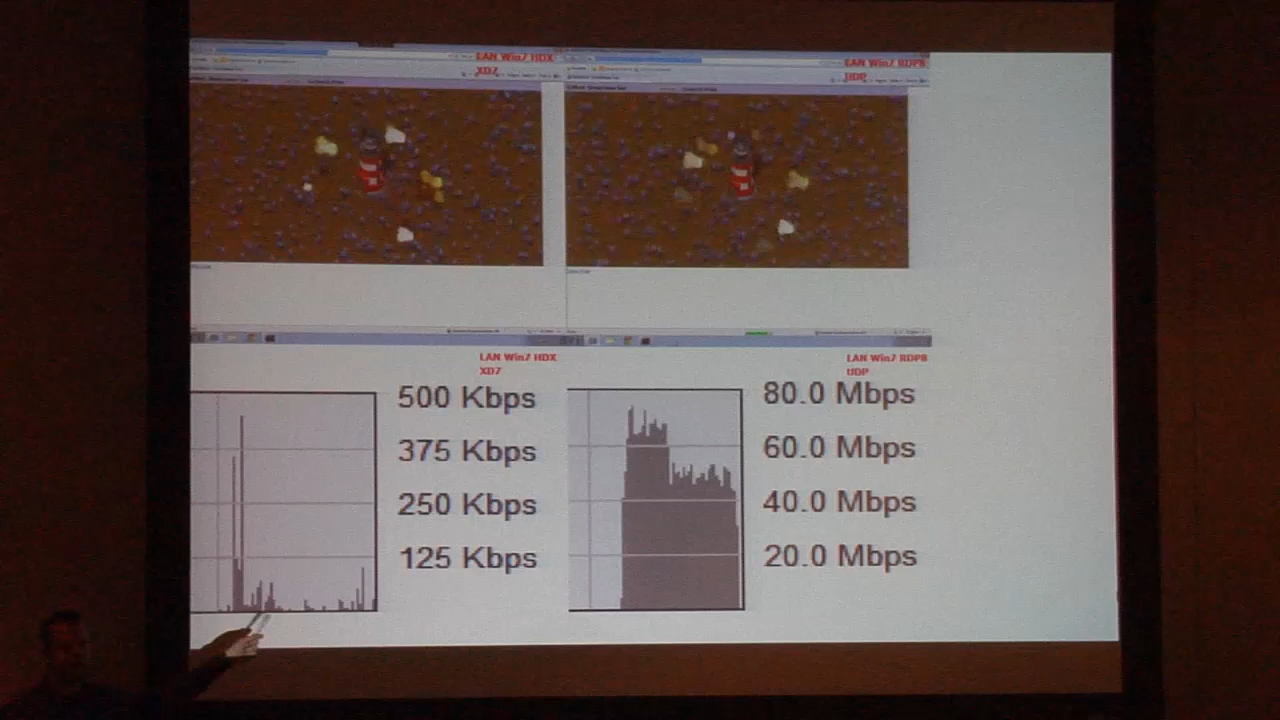 LAN Win7 HDX
XD7
LAN Win7 RDP8
UDP
LAN Win7 HDX
XD7
LAN Win7 RDP8
UDP
500 Kbps
375 Kbps
250 Kbps
125 Kbps
80.0 Mbps
60.0 Mbps
40.0 Mbps
20.0 Mbps